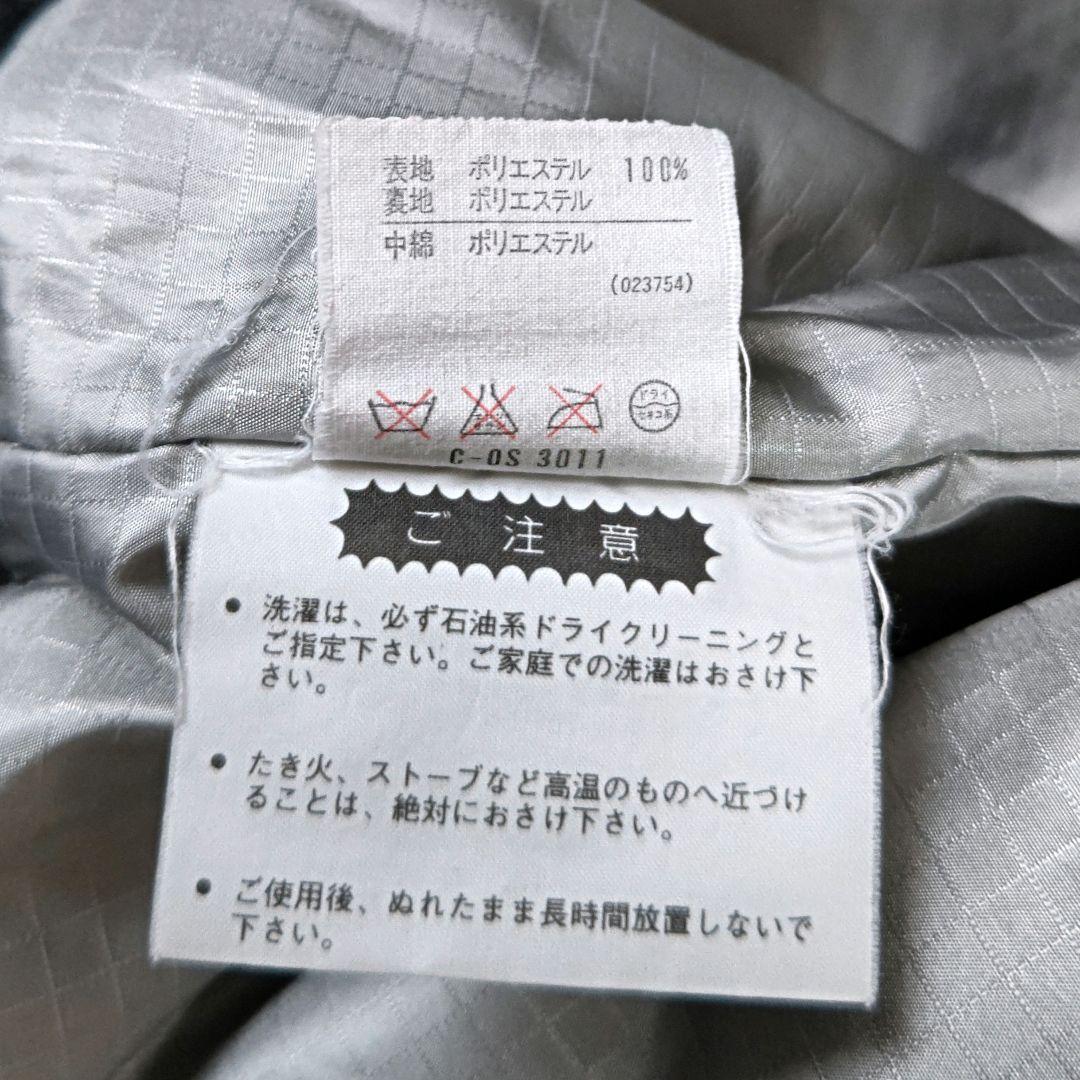 表地 ポリエステル 100%
裏地 ポリエステル
中綿 ポリエステル
(023754)
ドライ
セキユ系
C-OS 3011
ご注意
• 洗濯は、必ず石油系ドライクリーニングと
ご指定下さい。ご家庭での洗濯はおさけ下
さい。
• たき火、ストーブなど高温のものへ近づけ
ることは、絶対におさけ下さい。
• ご使用後、ぬれたまま長時間放置しないで
下さい。